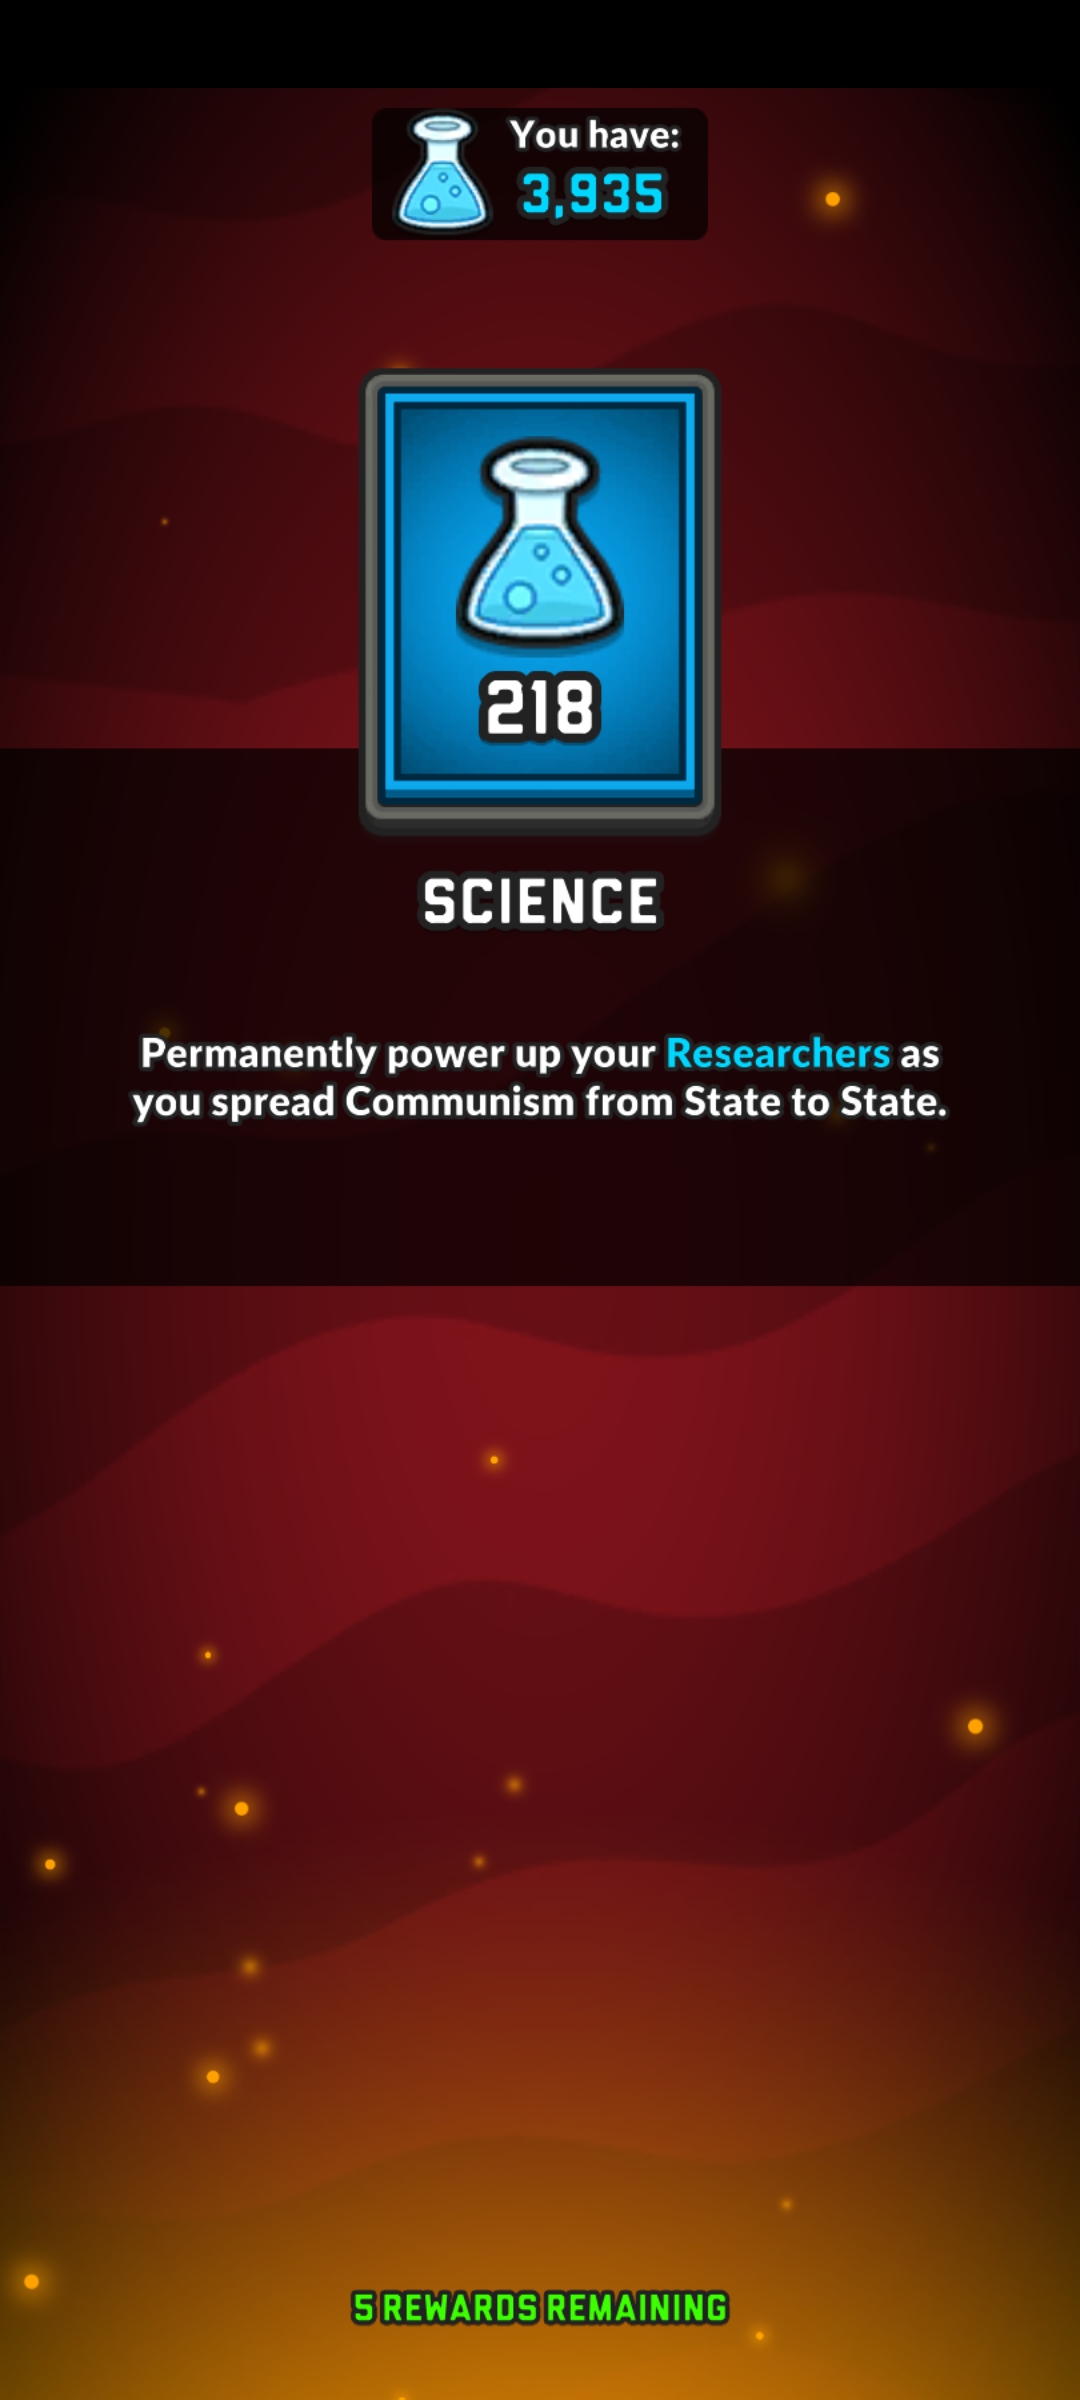 You have:
3,935
218
SCIENCE
Permanently power up your Researchers as
you spread Communism from State to State.
5 REWARDS REMAINING